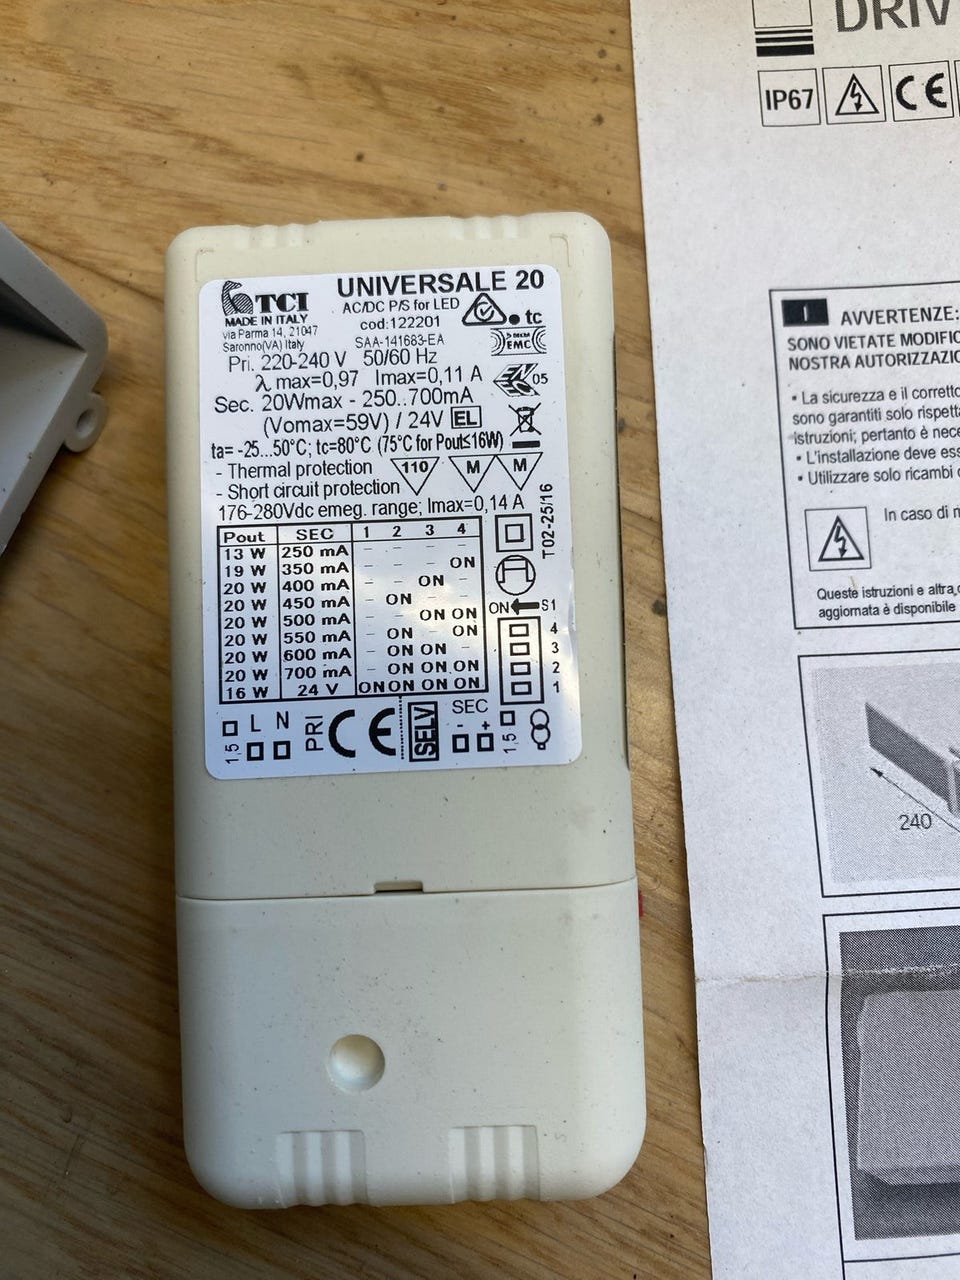 TCI
MADE IN ITALY
via Parma 14, 21047
Saronno(VA) Italy
UNIVERSALE 20
AC/DC P/S for LED
cod:122201
SAA-141683-EA
tc
EMC
Pri. 220-240 V 50/60 Hz
λ max=0,97 Imax=0,11 A
05
Sec. 20Wmax - 250..700mA
(Vomax=59V) / 24V EL
ta= -25...50°C; tc=80°C (75°C for Pout≤16W)
- Thermal protection 110 M M
- Short circuit protection
176-280Vdc emeg. range; Imax=0,14 A
T02-25/16
Pout SEC 1 2 3 4
13 W 250 mA – – – –
19 W 350 mA – – – ON
20 W 400 mA – – ON –
20 W 450 mA – ON – –
20 W 500 mA – – ON ON
20 W 550 mA – ON – ON
20 W 600 mA – ON ON –
20 W 700 mA – ON ON ON
16 W 24 V ON ON ON ON
ON S1
4
3
2
1
1,5
L N
PRI
CE
SELV
SEC
- +
1,5
DRIV
IP67
CE
I AVVERTENZE:
SONO VIETATE MODIFIC
NOSTRA AUTORIZZAZIO
• La sicurezza e il corretto
sono garantiti solo rispetta
istruzioni; pertanto è nece
• L'installazione deve ess
• Utilizzare solo ricambi
In caso di
Queste istruzioni e altra
aggiornata è disponibile
240